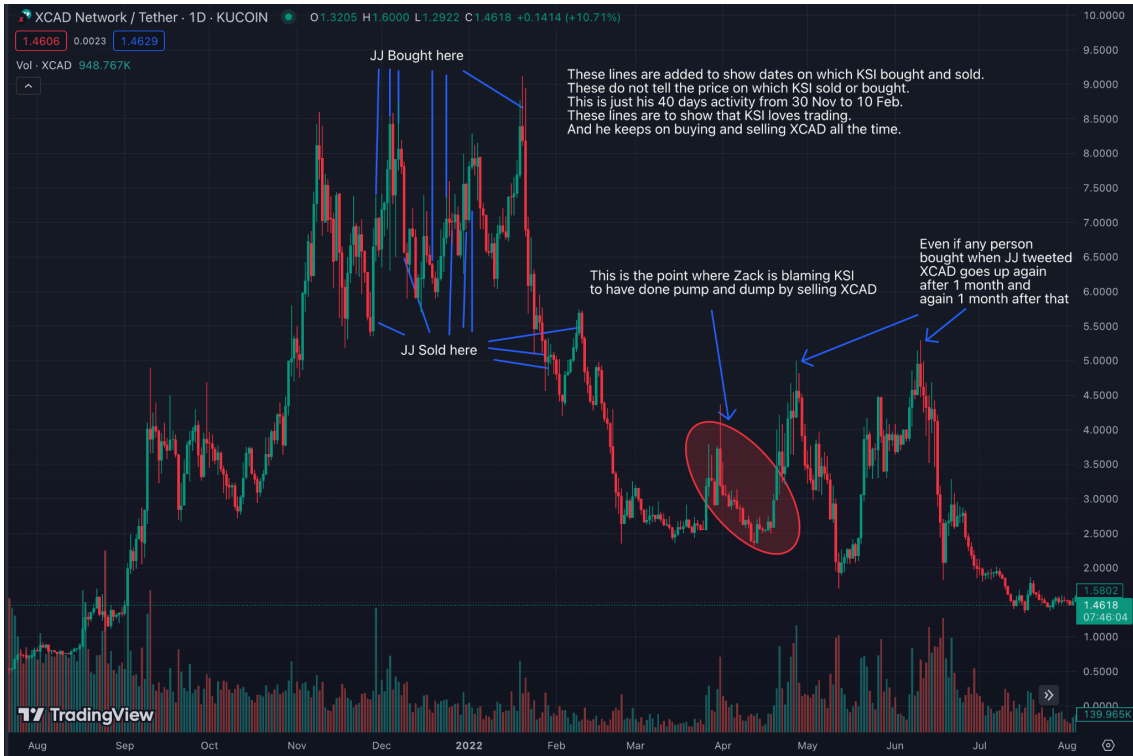 XCAD Network / Tether · 1D · KUCOIN O1.3205 H1.6000 L1.2922 C1.4618 +0.1414 (+10.71%)
1.4606 0.0023 1.4629
Vol · XCAD 948.767K
JJ Bought here
These lines are added to show dates on which KSI bought and sold.
These do not tell the price on which KSI sold or bought.
This is just his 40 days activity from 30 Nov to 10 Feb.
These lines are to show that KSI loves trading.
And he keeps on buying and selling XCAD all the time.
JJ Sold here
This is the point where Zack is blaming KSI
to have done pump and dump by selling XCAD
Even if any person
bought when JJ tweeted
XCAD goes up again
after 1 month and
again 1 month after that
10.0000
9.5000
9.0000
8.5000
8.0000
7.5000
7.0000
6.5000
6.0000
5.5000
5.0000
4.5000
4.0000
3.5000
3.0000
2.5000
2.0000
1.5802
1.4618
07:46:04
1.0000
0.5000
0.0000
139.965K
TradingView
Aug Sep Oct Nov Dec 2022 Feb Mar Apr May Jun Jul Aug